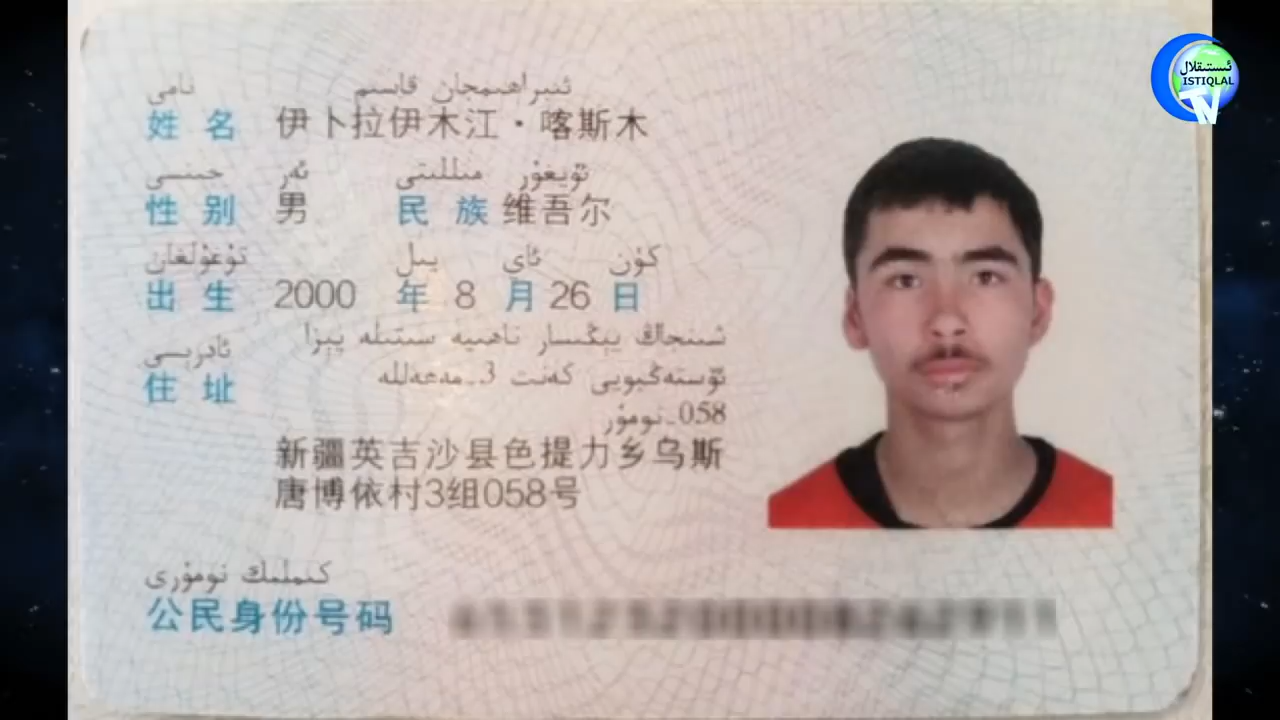 ئىستىقلال
ISTIQLAL
TV
نامى ئىبراھىمجان قاسىم
姓名 伊卜拉伊木江·喀斯木
جىنسى ئەر مىللىتى ئۇيغۇر
性别 男 民族 维吾尔
تۇغۇلغان يىل ئاي كۈن
出生 2000 年 8 月 26 日
ئادرېسى شىنجاڭ يېڭىسار ناھىيە يېزا
住址
ئۆستەڭبويى كەنت 3-مەھەللە
058-نومۇر
新疆英吉沙县色提力乡乌斯
唐博依村3组058号
كىملىك نومۇرى
公民身份号码